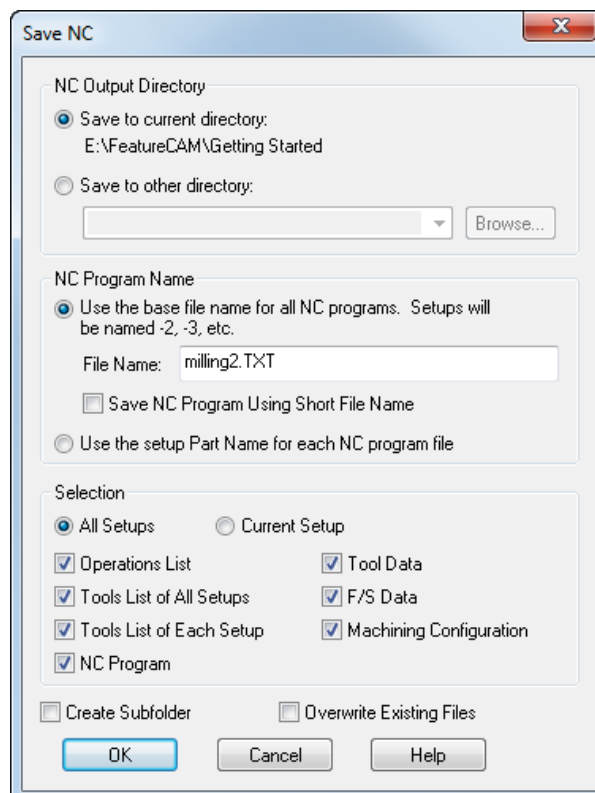 Save NC
NC Output Directory
Save to current directory:
E:\FeatureCAM\Getting Started
Save to other directory:
Browse...
NC Program Name
Use the base file name for all NC programs.  Setups will
be named -2, -3, etc.
File Name: milling2.TXT
Save NC Program Using Short File Name
Use the setup Part Name for each NC program file
Selection
All Setups Current Setup
Operations List Tool Data
Tools List of All Setups F/S Data
Tools List of Each Setup Machining Configuration
NC Program
Create Subfolder Overwrite Existing Files
OK Cancel Help